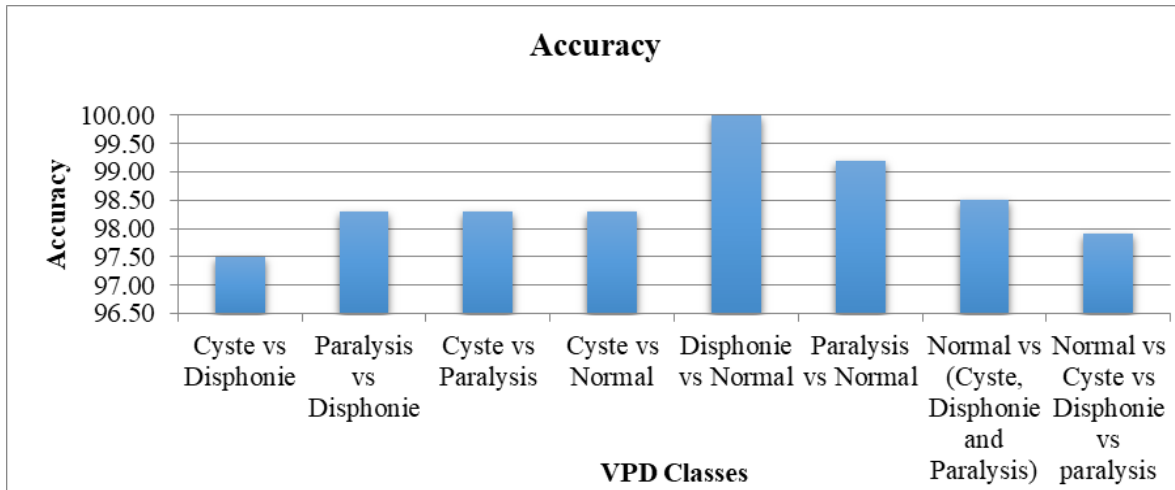 Accuracy
100.00
99.50
99.00
98.50
98.00
97.50
97.00
96.50
Accuracy
Cyste vs
Disphonie
Paralysis
vs
Disphonie
Cyste vs
Paralysis
Cyste vs
Normal
Disphonie
vs Normal
Paralysis
vs Normal
Normal vs
(Cyste,
Disphonie
and
Paralysis)
Normal vs
Cyste vs
Disphonie
vs
paralysis
VPD Classes